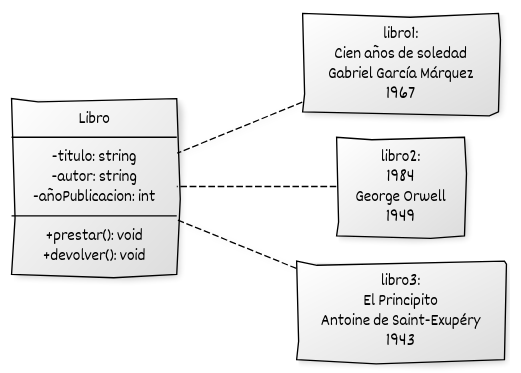 Libro
-titulo: string
-autor: string
-añoPublicacion: int
+prestar(): void
+devolver(): void
libro1:
Cien años de soledad
Gabriel García Márquez
1967
libro2:
1984
George Orwell
1949
libro3:
El Principito
Antoine de Saint-Exupéry
1943